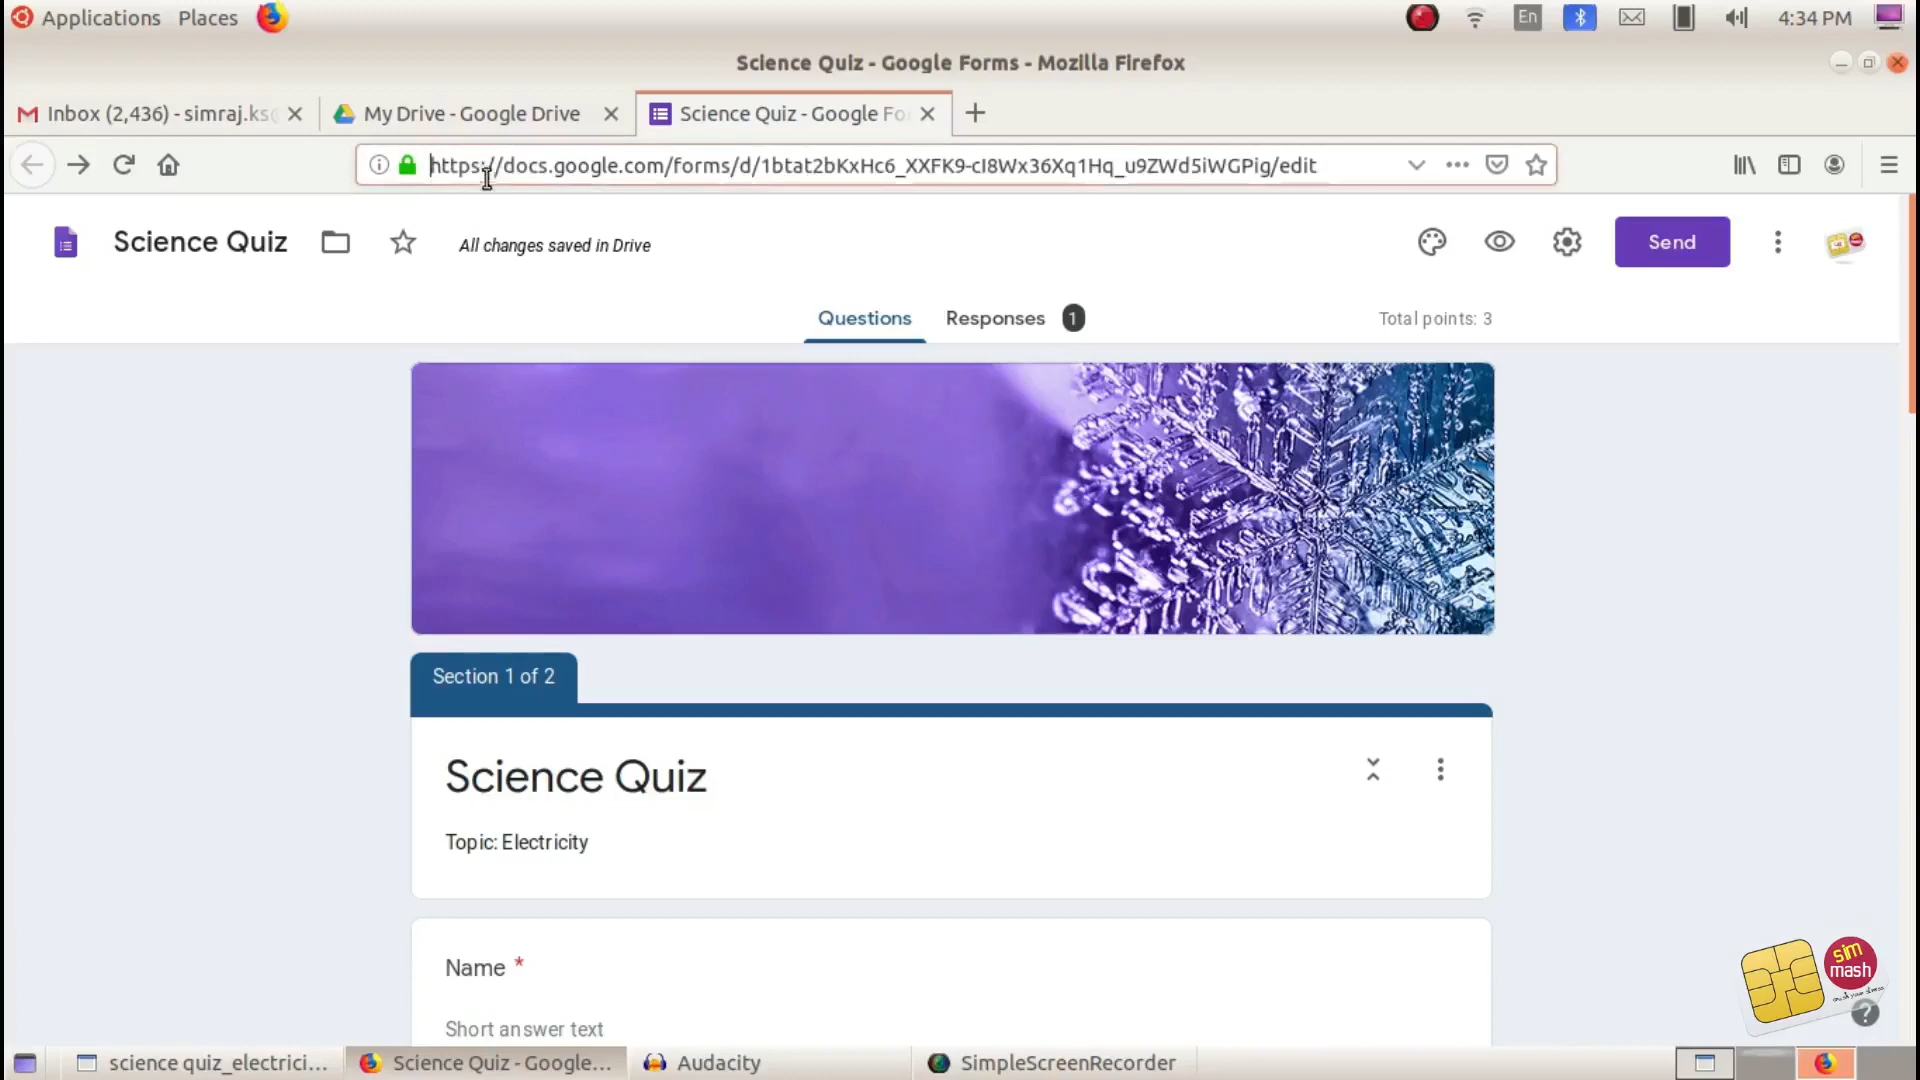 Applications Places
En
4:34 PM
Science Quiz - Google Forms - Mozilla Firefox
Inbox (2,436) - simraj.ks
My Drive - Google Drive
Science Quiz - Google Fo
https://docs.google.com/forms/d/1btat2bKxHc6_XXFK9-cI8Wx36Xq1Hq_u9ZWd5iWGPig/edit
Science Quiz
All changes saved in Drive
Send
Questions
Responses 1
Total points: 3
Section 1 of 2
Science Quiz
Topic: Electricity
Name *
Short answer text
sim
mash
?
science quiz_electrici...
Science Quiz - Google...
Audacity
SimpleScreenRecorder